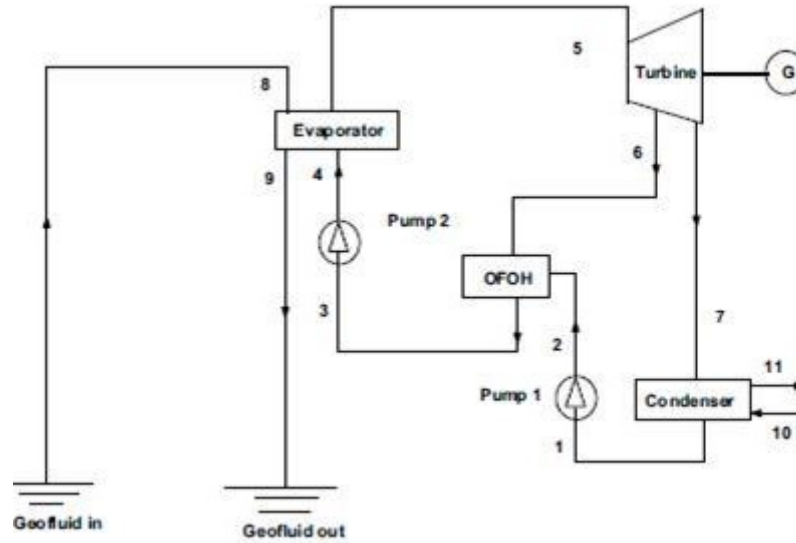 5
Turbine
G
8
Evaporator
6
9
4
Pump 2
OFOH
3
2
7
11
Pump 1
Condenser
10
1
Geofluid in
Geofluid out